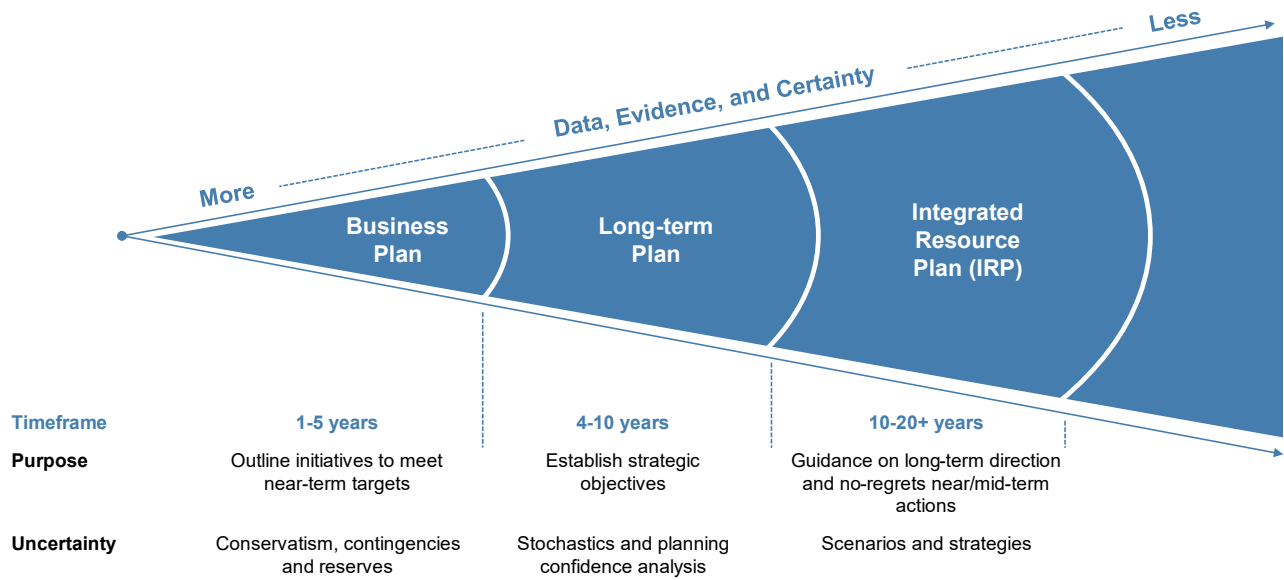 Less
Data, Evidence, and Certainty
More
Business
Plan
Long-term
Plan
Integrated
Resource
Plan (IRP)
Timeframe
1-5 years
4-10 years
10-20+ years
Purpose
Outline initiatives to meet
near-term targets
Establish strategic
objectives
Guidance on long-term direction
and no-regrets near/mid-term
actions
Uncertainty
Conservatism, contingencies
and reserves
Stochastics and planning
confidence analysis
Scenarios and strategies